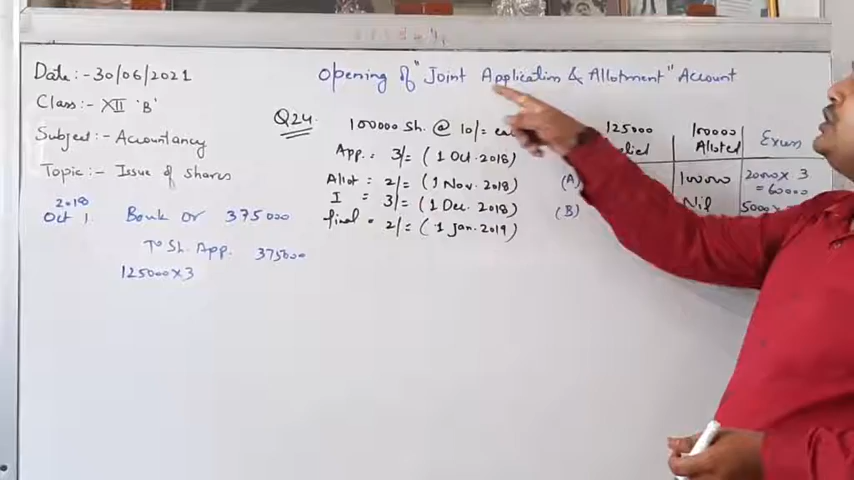 Date:- 30/06/2021
Class:- XII 'B'
Subject:- Accountancy
Topic:- Issue of shares
Opening of "Joint Application & Allotment" Account
Q24. 100000 Sh. @ 10/=
App. = 3/= (1 Oct. 2018)
Allot = 2/= (1 Nov. 2018)
I = 3/= (1 Dec. 2018)
final = 2/= (1 Jan. 2019)
125000 100000 Excess
Alloted
(A) 100000 20000 x 3
= 60000
(B) Nil
2018
Oct 1 Bank Dr 375000
To Sh. App. 375000
125000x3